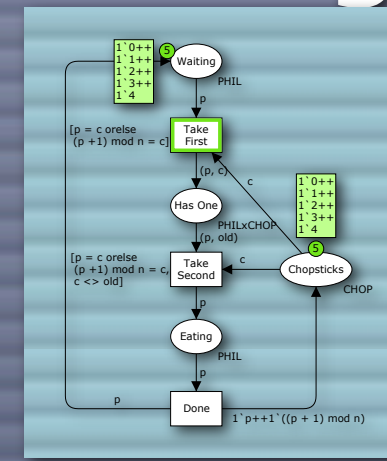 1`0++
1`1++
1`2++
1`3++
1`4
5
Waiting
PHIL
p
[p = c orelse
(p +1) mod n = c]
Take
First
(p, c)
c
1`0++
1`1++
1`2++
1`3++
1`4
Has One
PHILxCHOP
(p, old)
5
[p = c orelse
(p +1) mod n = c,
c <> old]
Take
Second
c
Chopsticks
CHOP
p
Eating
PHIL
p
p
Done
1`p++1`((p + 1) mod n)